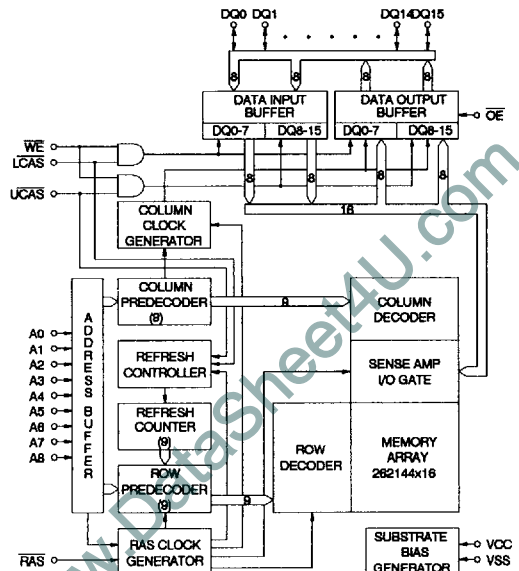 DQ0 DQ1 DQ14 DQ15
8 8 8 8
DATA INPUT BUFFER
DQ0-7 DQ8-15
DATA OUTPUT BUFFER
DQ0-7 DQ8-15
OE
WE
LCAS
UCAS
8 8 8 8
16
COLUMN CLOCK GENERATOR
COLUMN PREDECODER (9)
9
COLUMN DECODER
ADDRESS BUFFER
A0
A1
A2
A3
A4
A5
A6
A7
A8
REFRESH CONTROLLER
SENSE AMP I/O GATE
REFRESH COUNTER (9)
ROW PREDECODER (9)
9
ROW DECODER
MEMORY ARRAY 262144x16
RAS
RAS CLOCK GENERATOR
SUBSTRATE BIAS GENERATOR
VCC
VSS
www.DataSheet4U.com